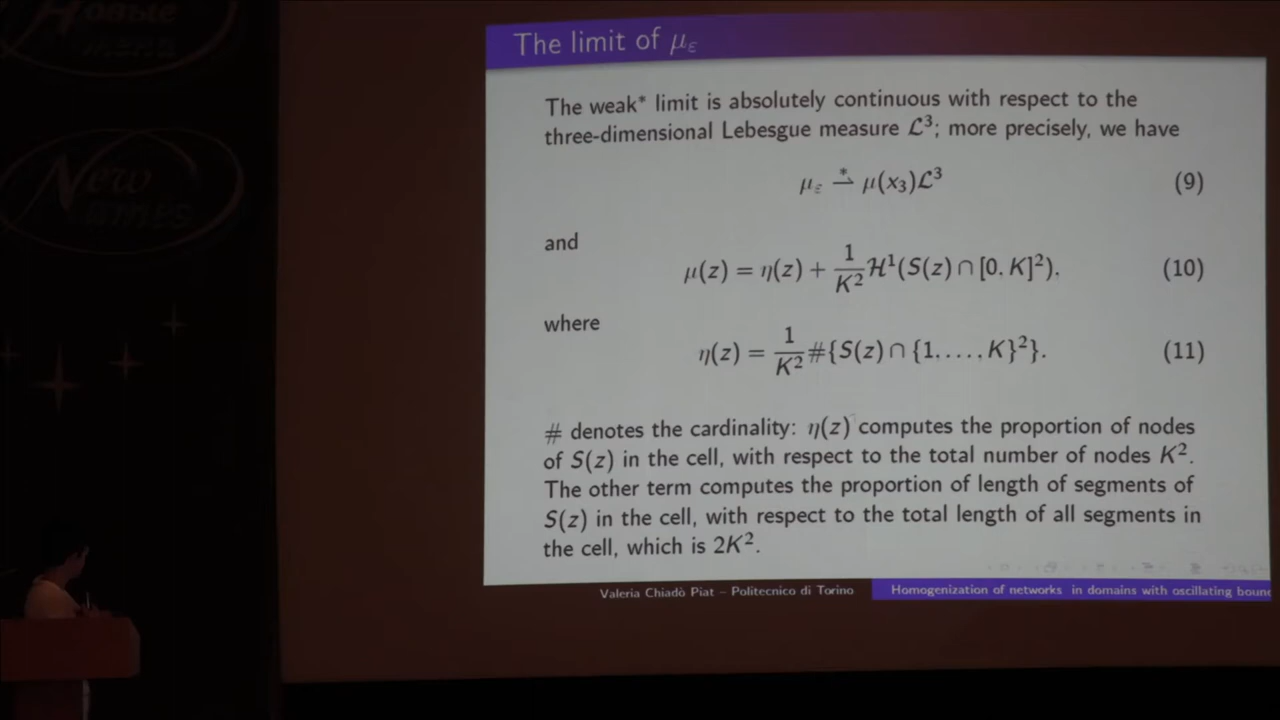 Новые
New
Names
The limit of με
The weak* limit is absolutely continuous with respect to the
three-dimensional Lebesgue measure ℒ³; more precisely, we have
με ⇀* μ(x₃)ℒ³ (9)
and
μ(z) = η(z) + 1/K² ℋ¹(S(z) ∩ [0. K]²). (10)
where
η(z) = 1/K² #{S(z) ∩ {1, . . . , K}²}. (11)
# denotes the cardinality: η(z) computes the proportion of nodes
of S(z) in the cell, with respect to the total number of nodes K².
The other term computes the proportion of length of segments of
S(z) in the cell, with respect to the total length of all segments in
the cell, which is 2K².
Valeria Chiadò Piat – Politecnico di Torino
Homogenization of networks in domains with oscillating boun